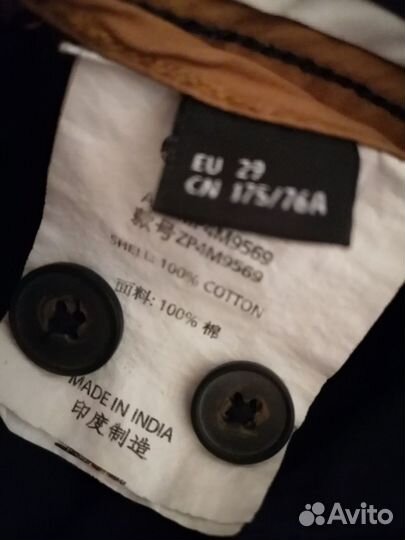 EU 29
CN 175/76A
ZP4M9569
款号 ZP4M9569
SHELL: 100% COTTON
面料: 100% 棉
MADE IN INDIA
印度制造
Avito